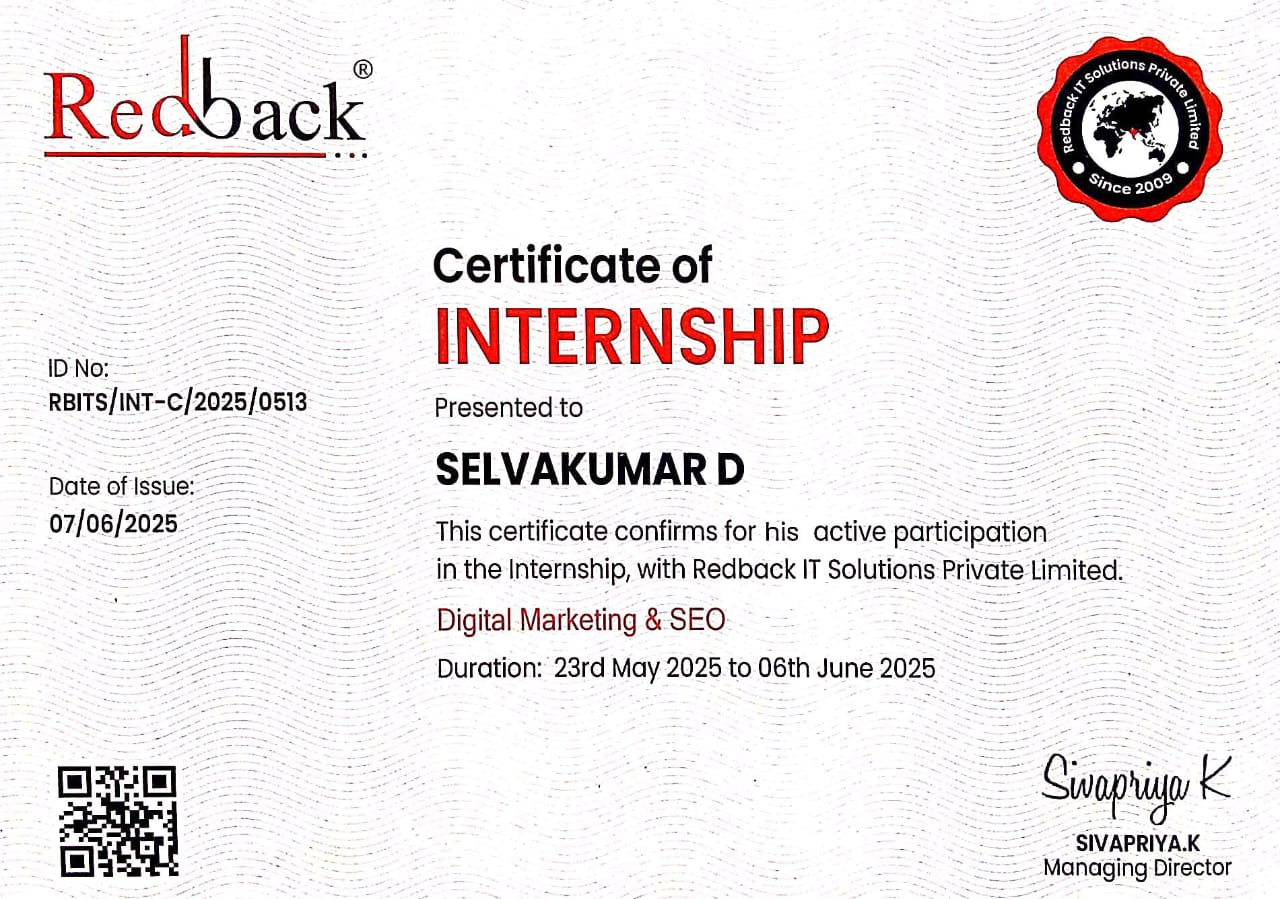 Redback®
Redback IT Solutions Private Limited
Since 2009
Certificate of
INTERNSHIP
ID No:
RBITS/INT-C/2025/0513
Presented to
SELVAKUMAR D
Date of Issue:
07/06/2025
This certificate confirms for his active participation
in the Internship, with Redback IT Solutions Private Limited.
Digital Marketing & SEO
Duration: 23rd May 2025 to 06th June 2025
Sivapriya K
SIVAPRIYA.K
Managing Director